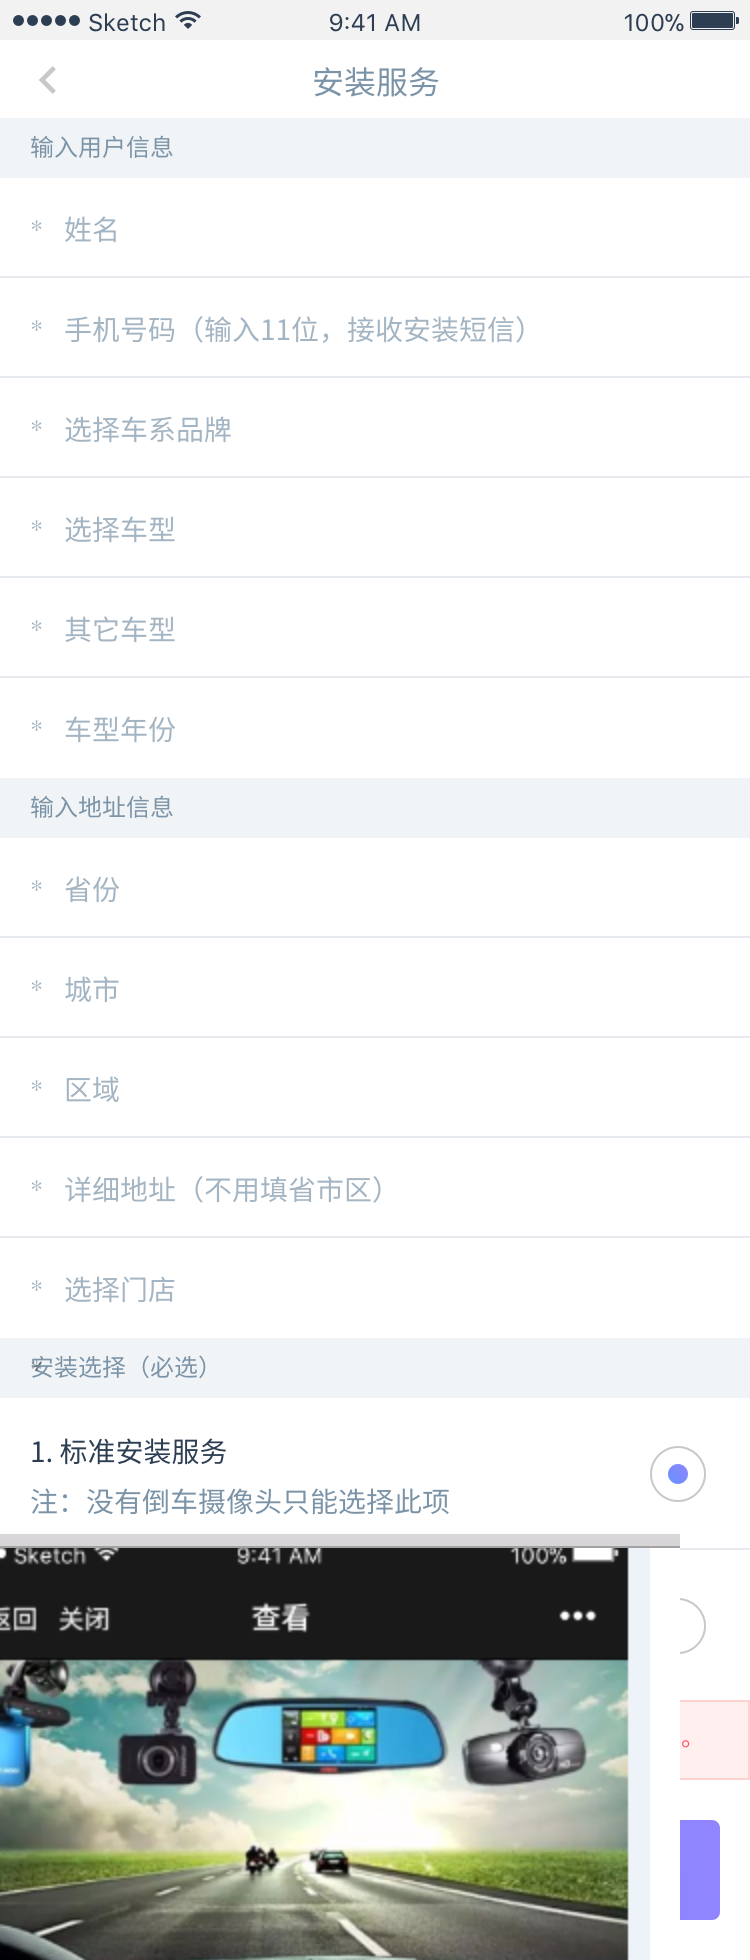 Sketch 9:41 AM 100%
安装服务
输入用户信息
* 姓名
* 手机号码（输入11位，接收安装短信）
* 选择车系品牌
* 选择车型
* 其它车型
* 车型年份
输入地址信息
* 省份
* 城市
* 区域
* 详细地址（不用填省市区）
* 选择门店
安装选择（必选）
1. 标准安装服务
注：没有倒车摄像头只能选择此项
Sketch 9:41 AM 100%
返回 关闭 查看 •••
。